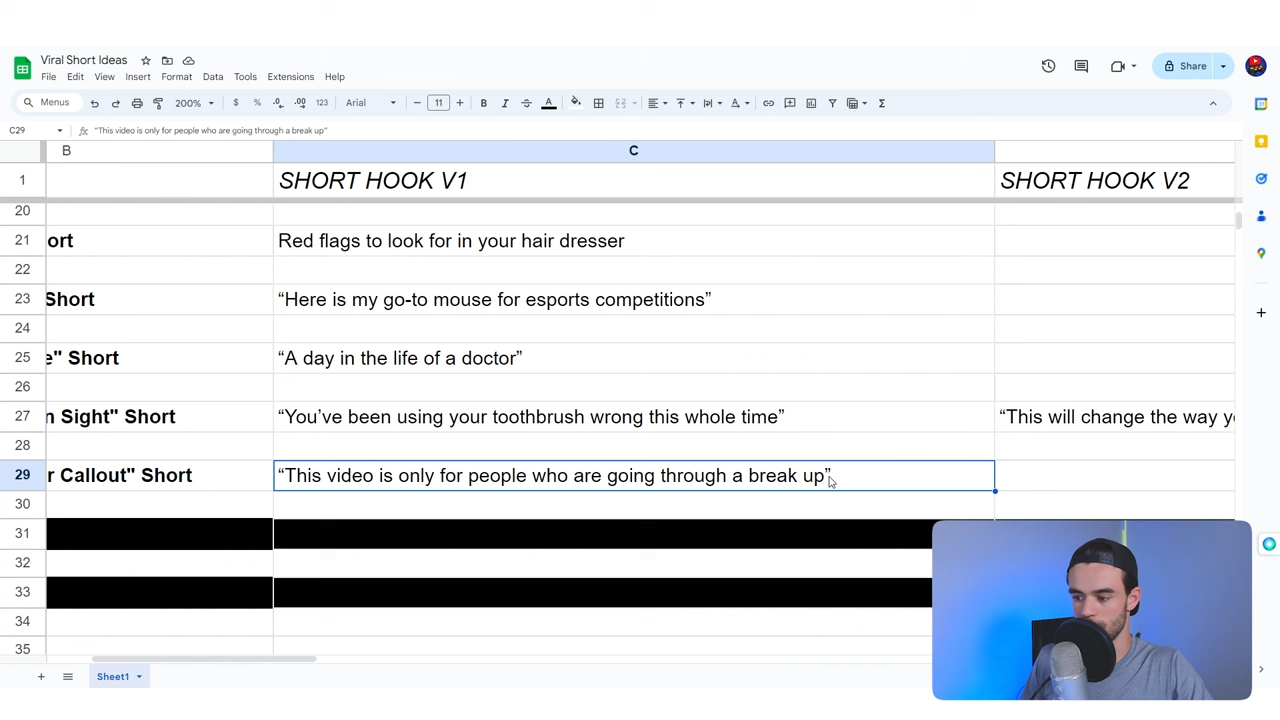 Viral Short Ideas
File Edit View Insert Format Data Tools Extensions Help
Share
Menus 200% $ % .0 .00 123 Arial 11 B I A Σ
C29 fx "This video is only for people who are going through a break up"
B C
1 SHORT HOOK V1 SHORT HOOK V2
20
21 ort Red flags to look for in your hair dresser
22
23 Short “Here is my go-to mouse for esports competitions”
24
25 e" Short “A day in the life of a doctor”
26
27 n Sight" Short “You’ve been using your toothbrush wrong this whole time” “This will change the way y
28
29 r Callout" Short “This video is only for people who are going through a break up”
30
31
32
33
34
35
Sheet1